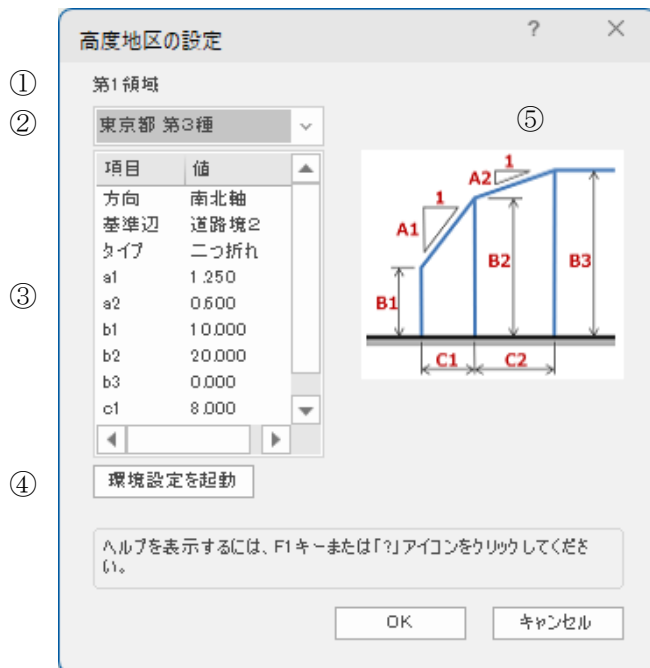 高度地区の設定
?
①
第1領域
②
東京都 第3種
⑤
項目 値
方向 南北軸
基準辺 道路境2
タイプ 二つ折れ
a1 1.250
a2 0.600
b1 10.000
b2 20.000
b3 0.000
c1 8.000
③
1
A2
1
A1
B2
B3
B1
C1
C2
④
環境設定を起動
ヘルプを表示するには、F1キーまたは「?」アイコンをクリックしてくださ
い。
OK
キャンセル